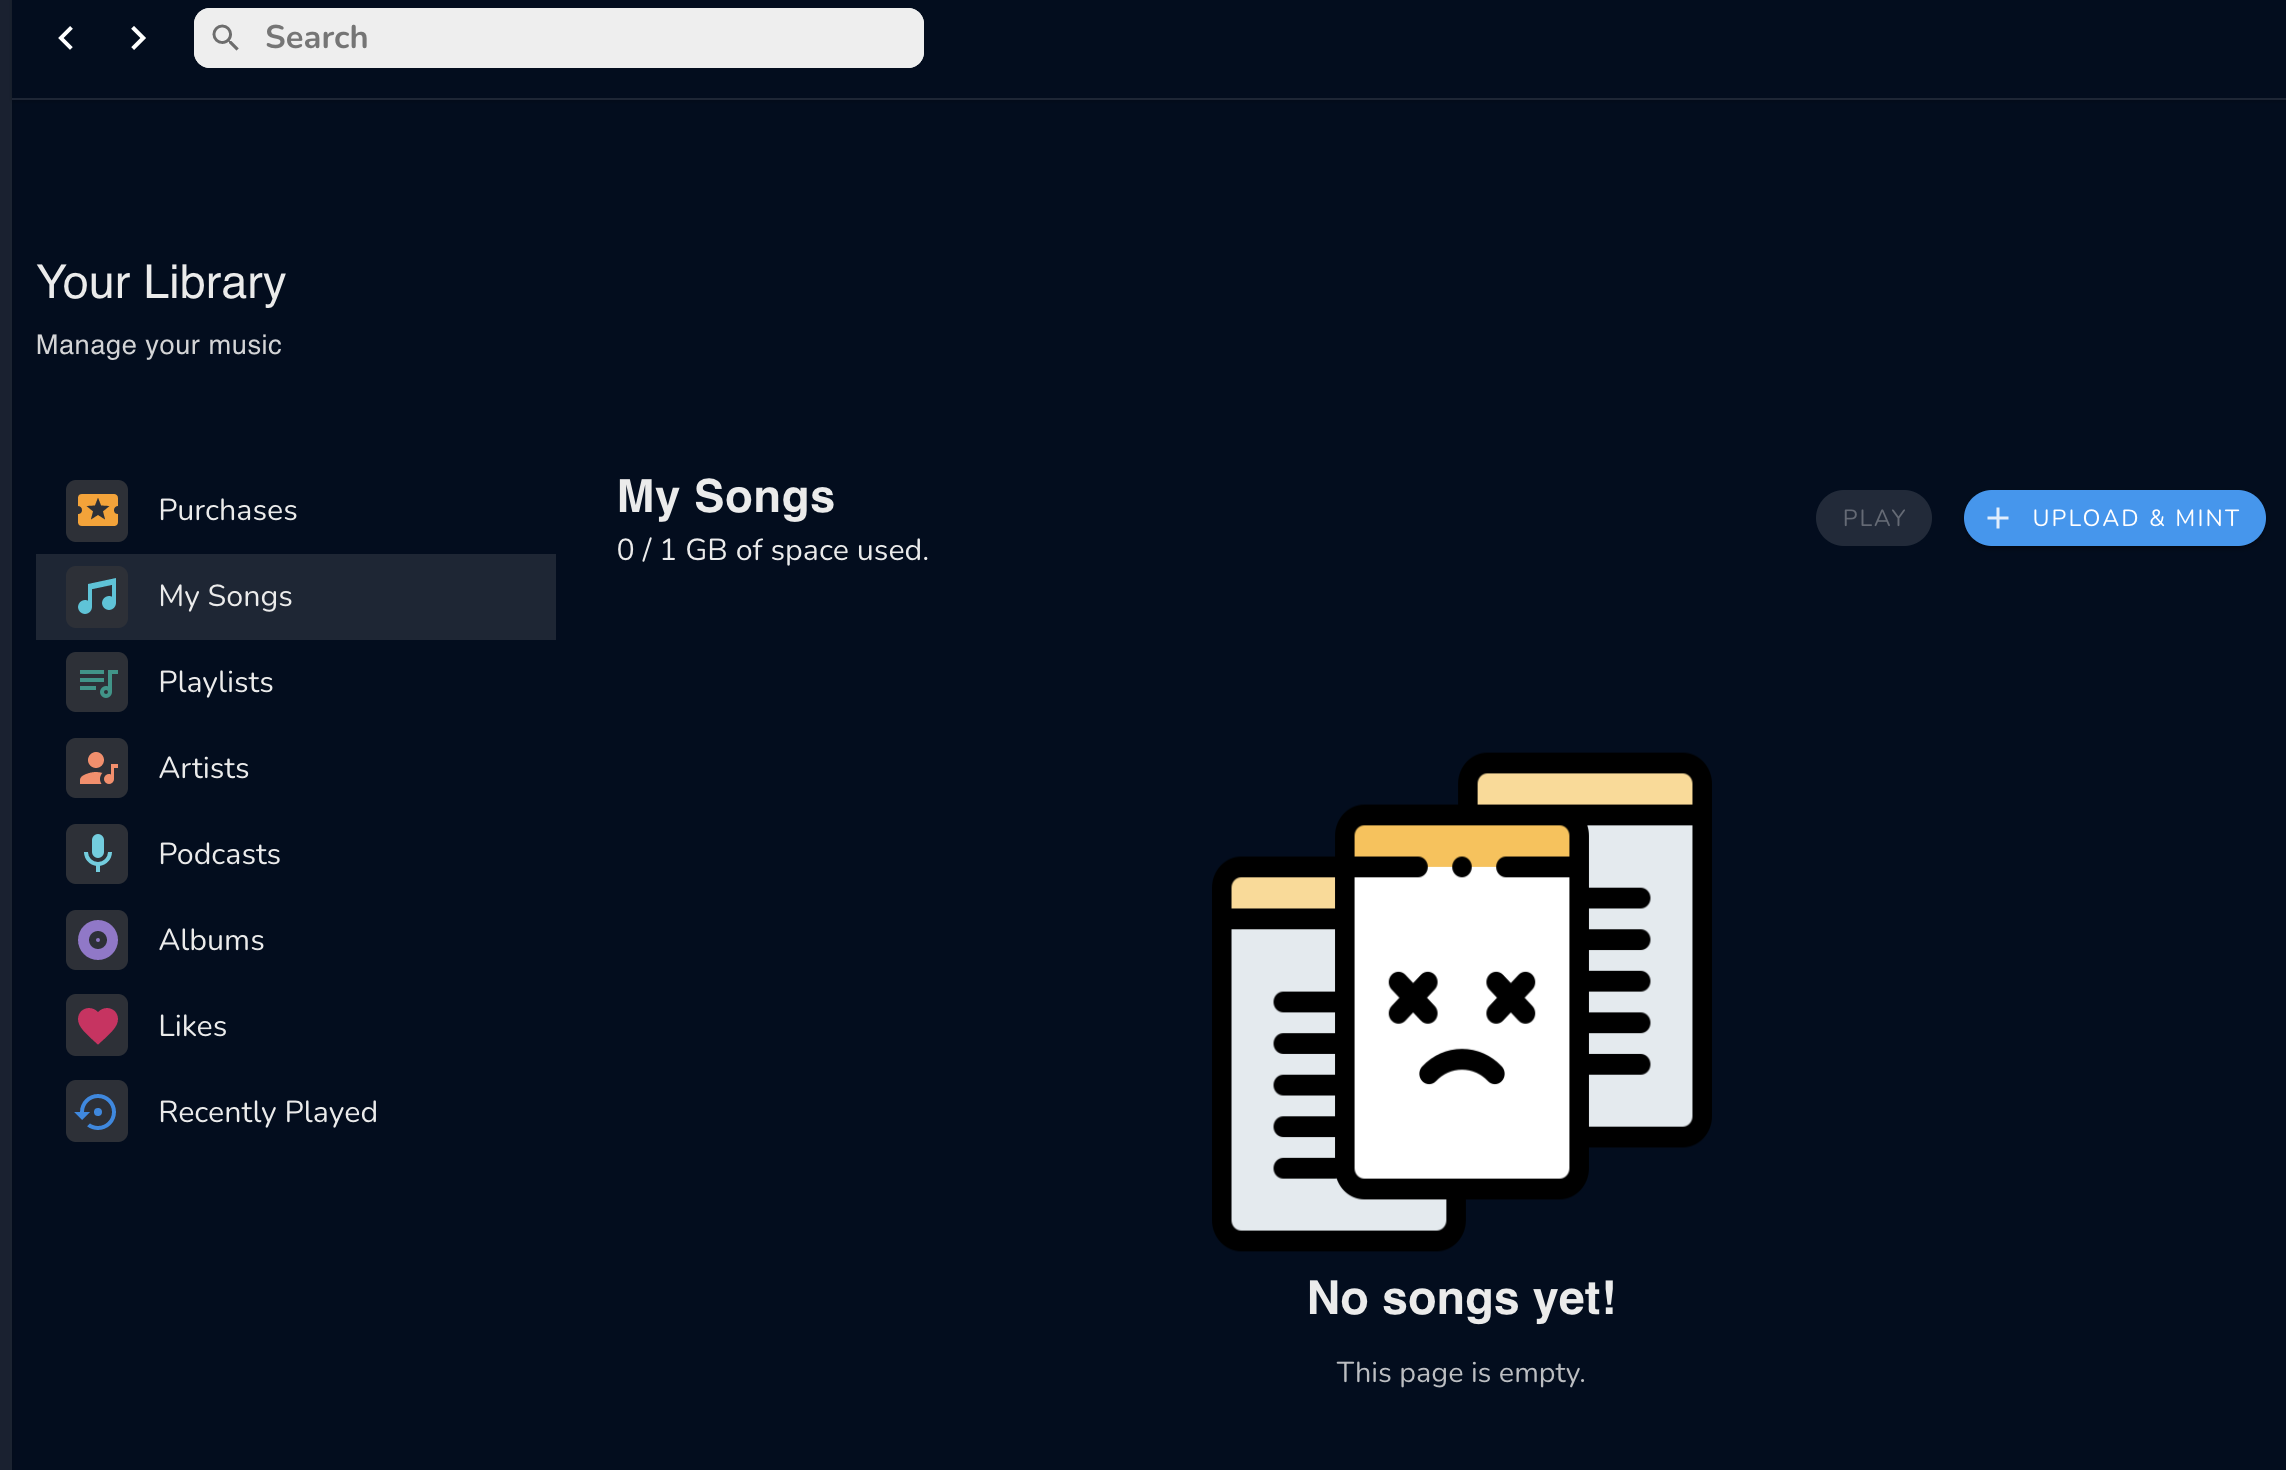 Search
Your Library
Manage your music
Purchases
My Songs
Playlists
Artists
Podcasts
Albums
Likes
Recently Played
My Songs
0 / 1 GB of space used.
PLAY
UPLOAD & MINT
No songs yet!
This page is empty.